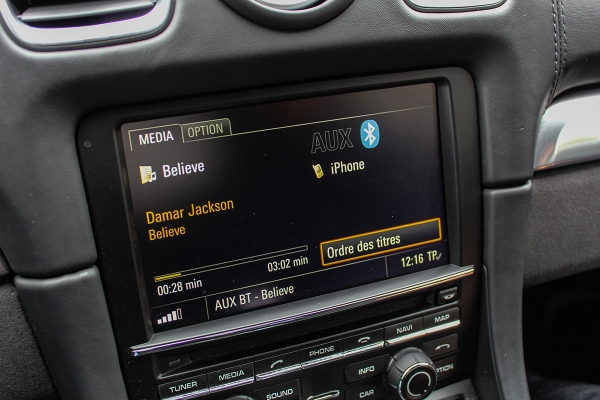 MEDIA OPTION
AUX
Believe iPhone
Damar Jackson
Believe
Ordre des titres
00:28 min 03:02 min
12:16 TP
AUX BT - Believe
TUNER MEDIA PHONE NAVI MAP
SOUND INFO
CAR OPTION